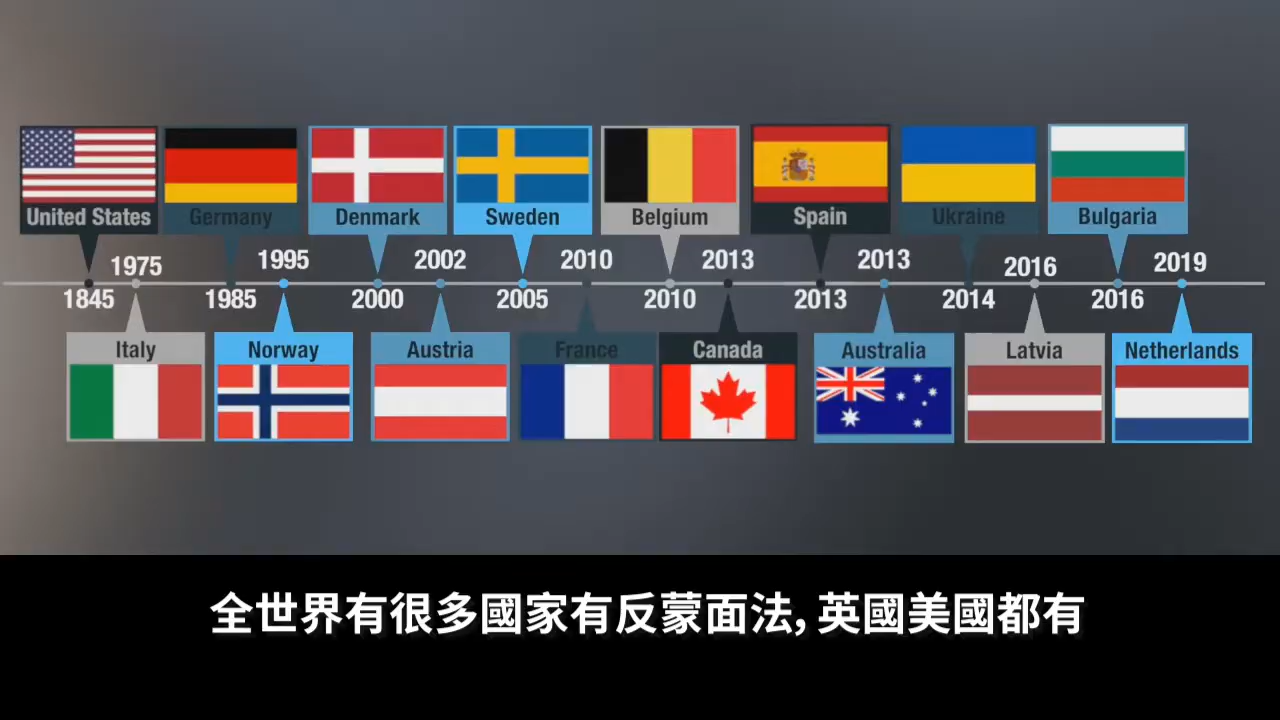 United States
Germany
Denmark
Sweden
Belgium
Spain
Ukraine
Bulgaria
1975
1995
2002
2010
2013
2013
2016
2019
1845
1985
2000
2005
2010
2013
2014
2016
Italy
Norway
Austria
France
Canada
Australia
Latvia
Netherlands
全世界有很多國家有反蒙面法, 英國美國都有